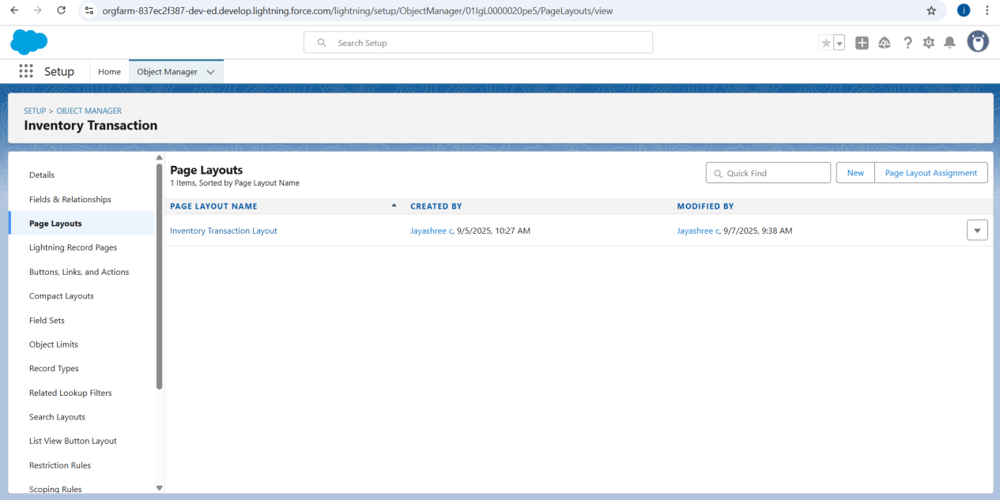 orgfarm-837ec2f387-dev-ed.develop.lightning.force.com/lightning/setup/ObjectManager/01IgL0000020pe5/PageLayouts/view
j
Search Setup
Setup
Home
Object Manager
SETUP > OBJECT MANAGER
Inventory Transaction
Details
Fields & Relationships
Page Layouts
Lightning Record Pages
Buttons, Links, and Actions
Compact Layouts
Field Sets
Object Limits
Record Types
Related Lookup Filters
Search Layouts
List View Button Layout
Restriction Rules
Scoping Rules
Page Layouts
1 Items, Sorted by Page Layout Name
Quick Find
New
Page Layout Assignment
PAGE LAYOUT NAME CREATED BY MODIFIED BY
Inventory Transaction Layout Jayashree c, 9/5/2025, 10:27 AM Jayashree c, 9/7/2025, 9:38 AM